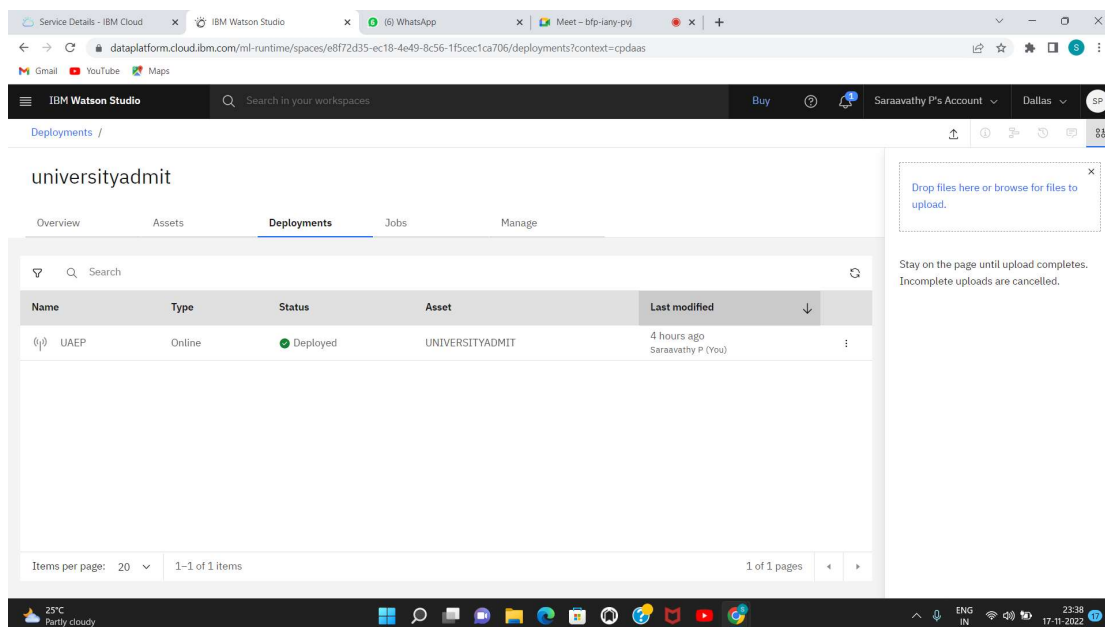 Service Details - IBM Cloud
IBM Watson Studio
(6) WhatsApp
Meet – bfp-iany-pvj
dataplatform.cloud.ibm.com/ml-runtime/spaces/e8f72d35-ec18-4e49-8c56-1f5cec1ca706/deployments?context=cpdaas
S
Gmail
YouTube
Maps
IBM Watson Studio
Search in your workspaces
Buy
1
Saraavathy P's Account
Dallas
SP
Deployments /
universityadmit
Drop files here or browse for files to
upload.
Overview
Assets
Deployments
Jobs
Manage
Stay on the page until upload completes.
Incomplete uploads are cancelled.
Search
Name
Type
Status
Asset
Last modified
UAEP
Online
Deployed
UNIVERSITYADMIT
4 hours ago
Saraavathy P (You)
Items per page: 20
1–1 of 1 items
1 of 1 pages
25°C
Partly cloudy
ENG
IN
23:38
17-11-2022
17